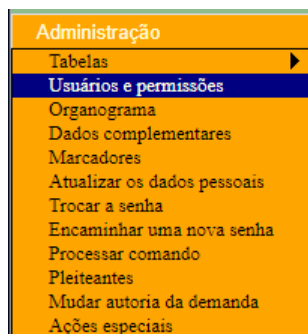 Administração
Tabelas
Usuários e permissões
Organograma
Dados complementares
Marcadores
Atualizar os dados pessoais
Trocar a senha
Encaminhar uma nova senha
Processar comando
Pleiteantes
Mudar autoria da demanda
Ações especiais